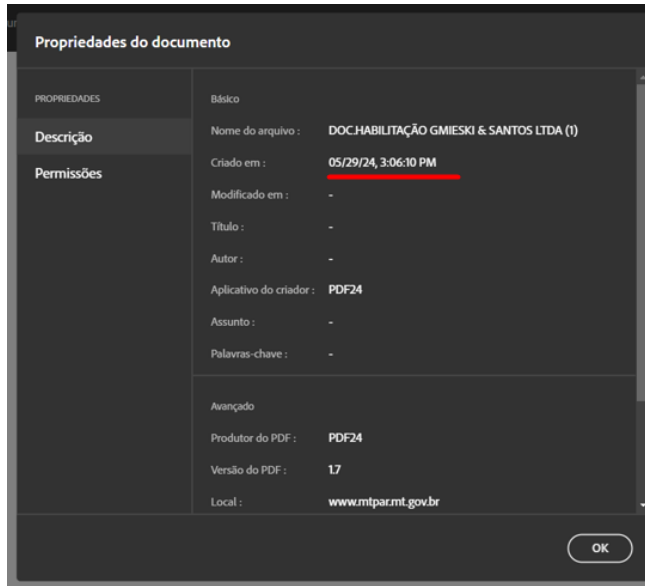 Propriedades do documento
PROPRIEDADES
Descrição
Permissões
Básico
Nome do arquivo : DOC.HABILITAÇÃO GMIESKI & SANTOS LTDA (1)
Criado em : 05/29/24, 3:06:10 PM
Modificado em : -
Título : -
Autor : -
Aplicativo do criador : PDF24
Assunto : -
Palavras-chave : -
Avançado
Produtor do PDF : PDF24
Versão do PDF : 1.7
Local : www.mtpar.mt.gov.br
OK